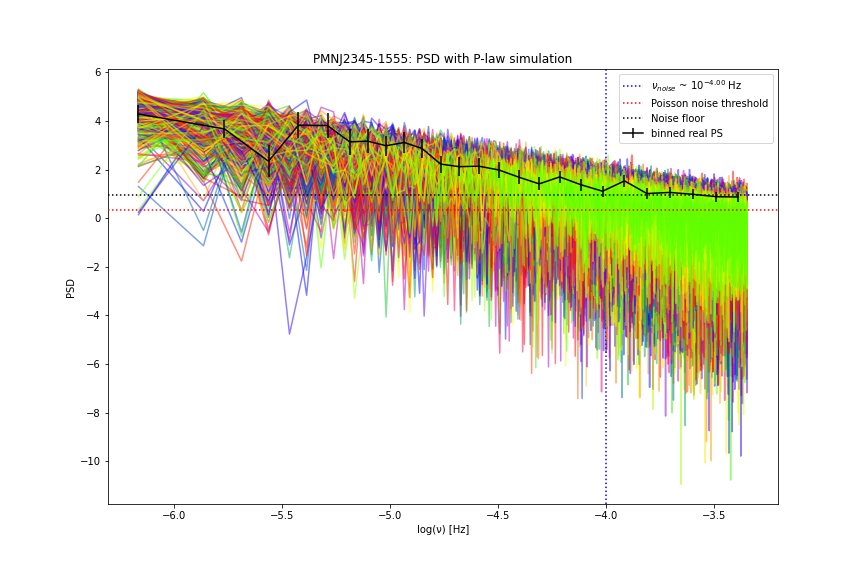 PMNJ2345-1555: PSD with P-law simulation
ν_noise ~ 10^−4.00 Hz
Poisson noise threshold
Noise floor
binned real PS
6
4
2
0
−2
−4
−6
−8
−10
PSD
−6.0 −5.5 −5.0 −4.5 −4.0 −3.5
log(ν) [Hz]